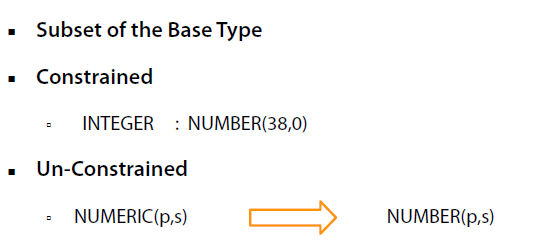 ▪ Subset of the Base Type
▪ Constrained
▫ INTEGER : NUMBER(38,0)
▪ Un-Constrained
▫ NUMERIC(p,s) NUMBER(p,s)